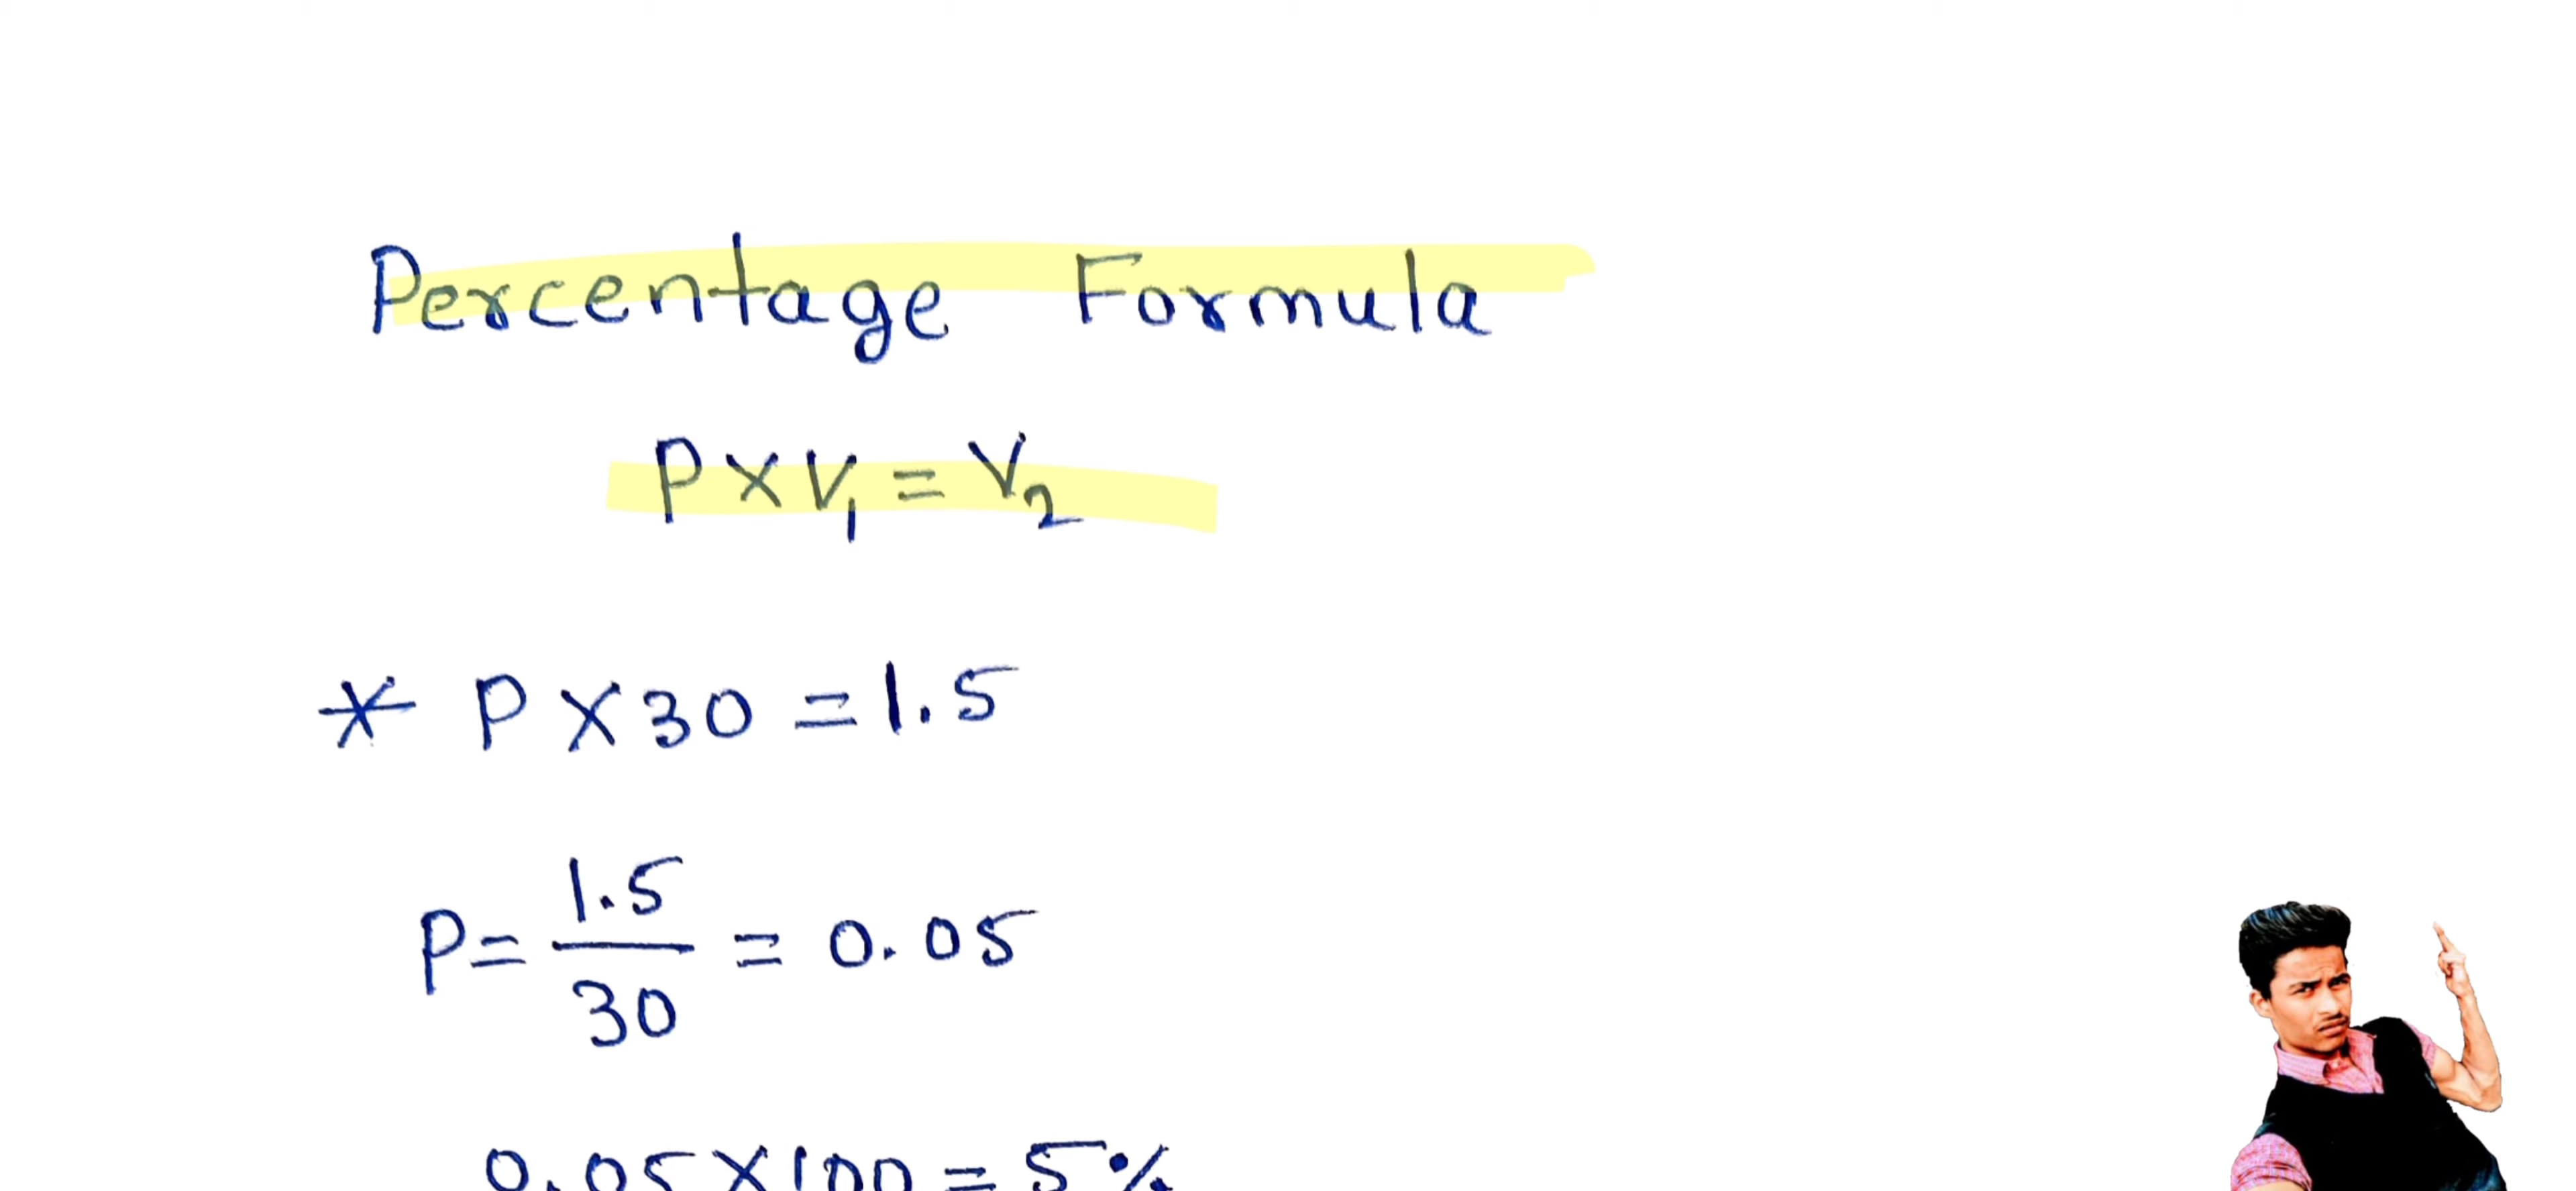 Percentage Formula
P×V₁=V₂
* P×30=1.5
P=1.5/30=0.05
0.05×100=5%